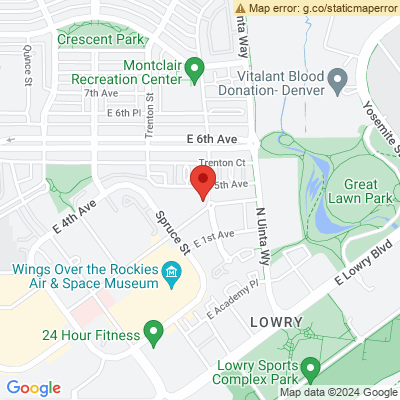 Map error: g.co/staticmaperror
Crescent Park
Quince St
Montclair
Recreation Center
7th Ave
E 6th Pl
Trenton St
Uinta Way
Vitalant Blood
Donation- Denver
Yosemite S
E 6th Ave
Trenton Ct
5th Ave
Great
Lawn Park
E 4th Ave
Spruce St
N Uinta Wy
E 1st Ave
E Lowry Blvd
Wings Over the Rockies
Air & Space Museum
E Academy Pl
LOWRY
24 Hour Fitness
Lowry Sports
Complex Park
Google
Map data ©2024 Google